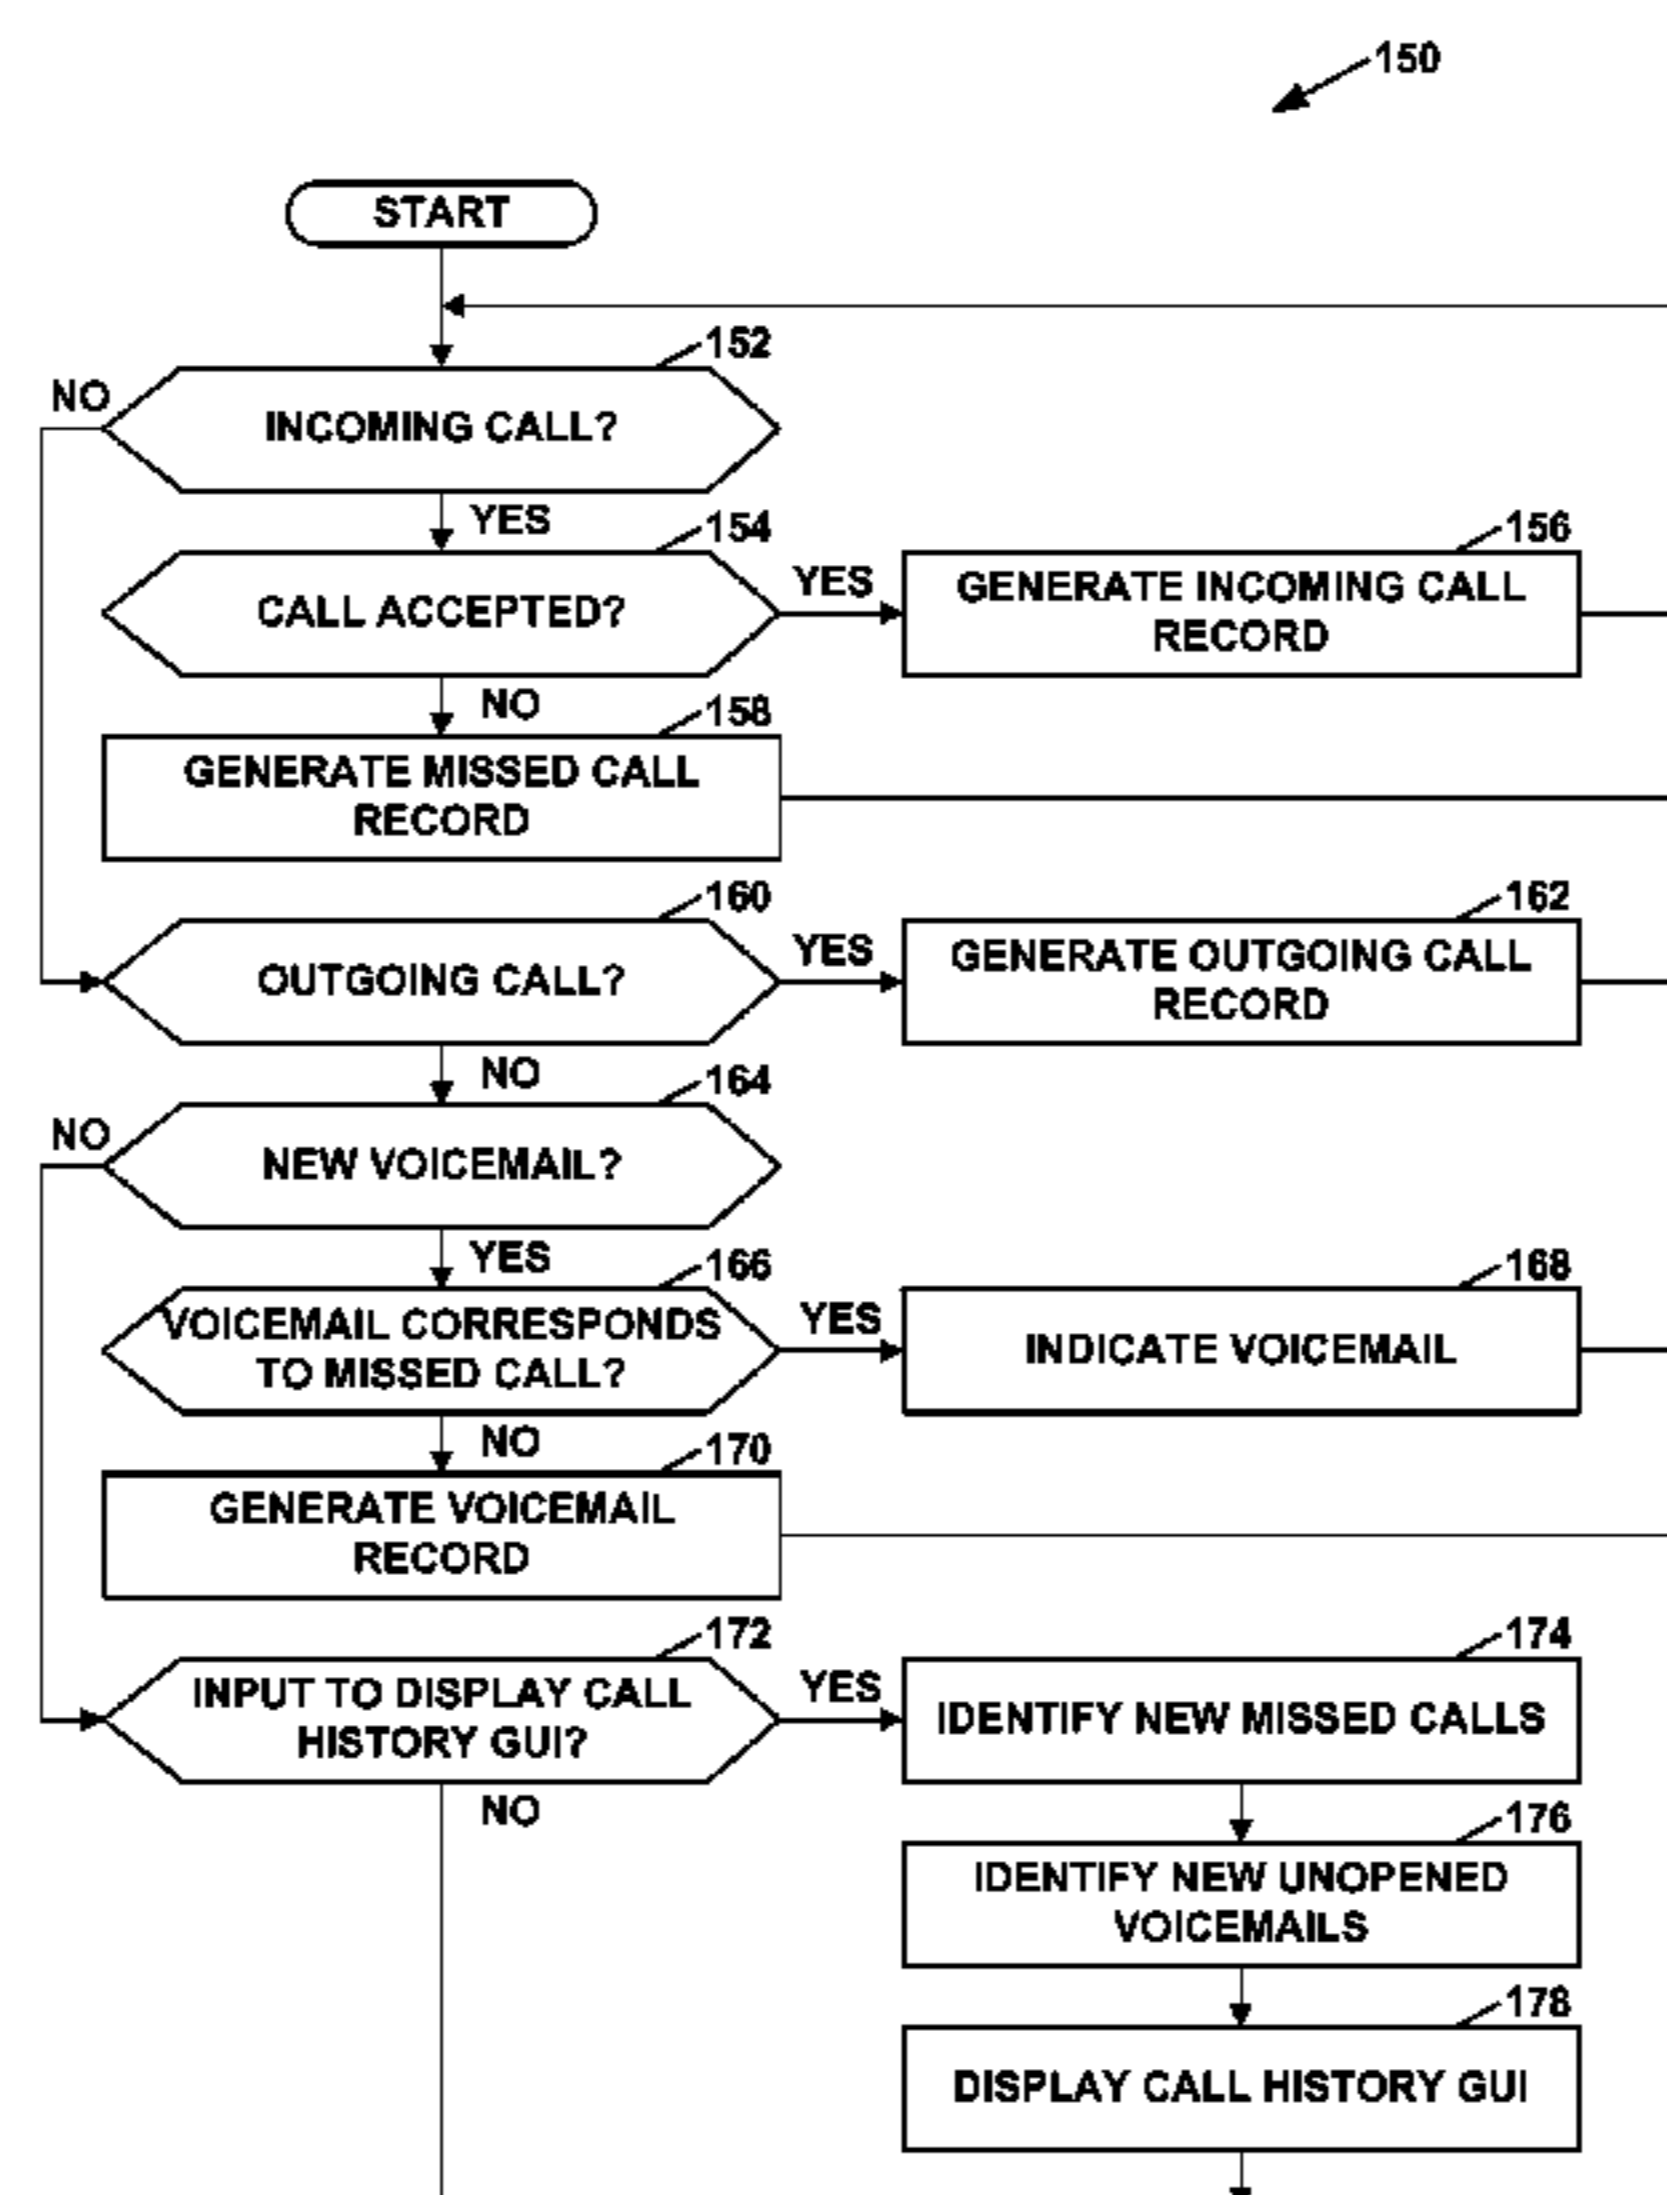 150
START
152
NO
INCOMING CALL?
YES
154
156
CALL ACCEPTED?
YES
GENERATE INCOMING CALL
RECORD
NO
158
GENERATE MISSED CALL
RECORD
160
162
OUTGOING CALL?
YES
GENERATE OUTGOING CALL
RECORD
NO
164
NO
NEW VOICEMAIL?
YES
166
168
VOICEMAIL CORRESPONDS
TO MISSED CALL?
YES
INDICATE VOICEMAIL
NO
170
GENERATE VOICEMAIL
RECORD
172
174
INPUT TO DISPLAY CALL
HISTORY GUI?
YES
IDENTIFY NEW MISSED CALLS
NO
176
IDENTIFY NEW UNOPENED
VOICEMAILS
178
DISPLAY CALL HISTORY GUI